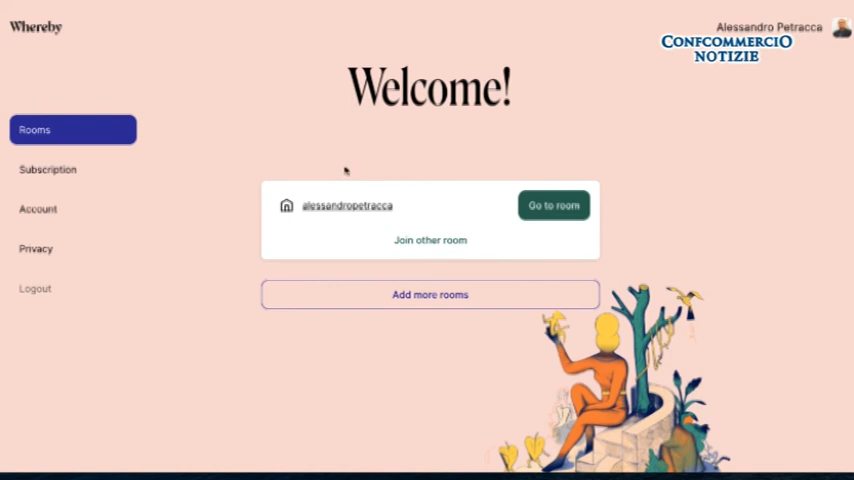 Whereby
Alessandro Petracca
CONFCOMMERCIO
NOTIZIE
Welcome!
Rooms
Subscription
Account
Privacy
Logout
alessandropetracca
Go to room
Join other room
Add more rooms